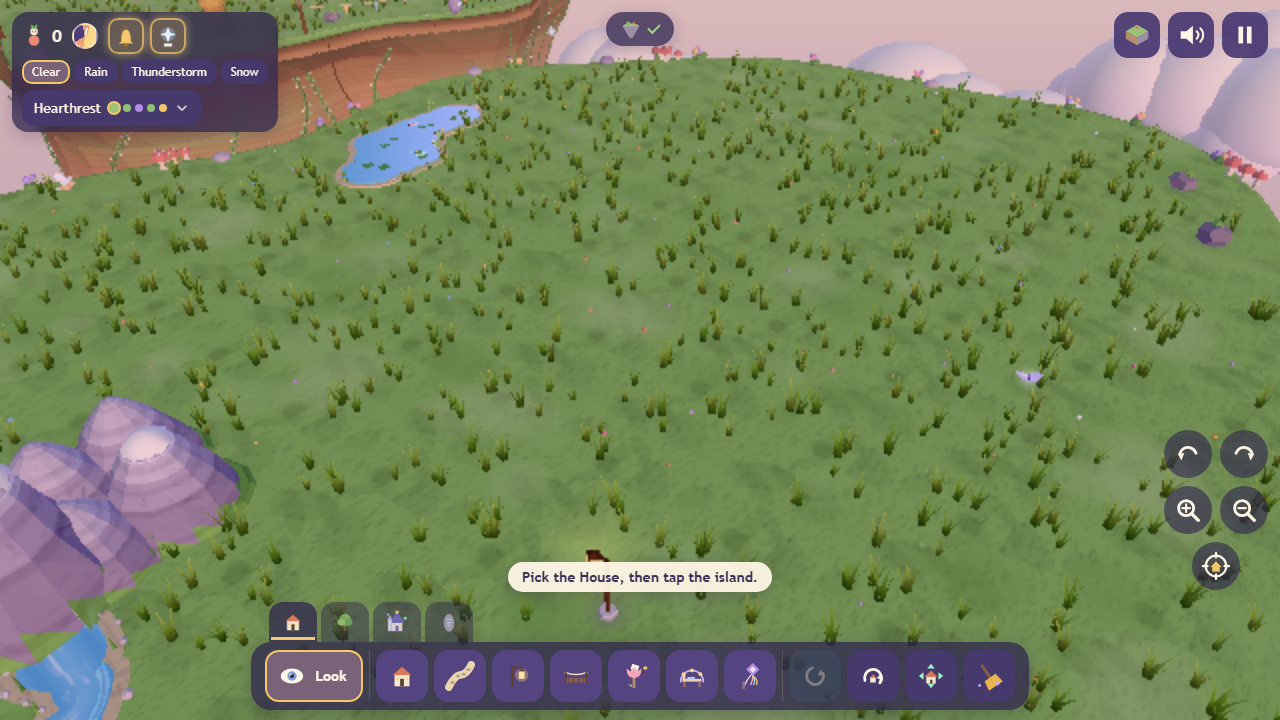 0
Clear
Rain
Thunderstorm
Snow
Hearthrest
Pick the House, then tap the island.
Look